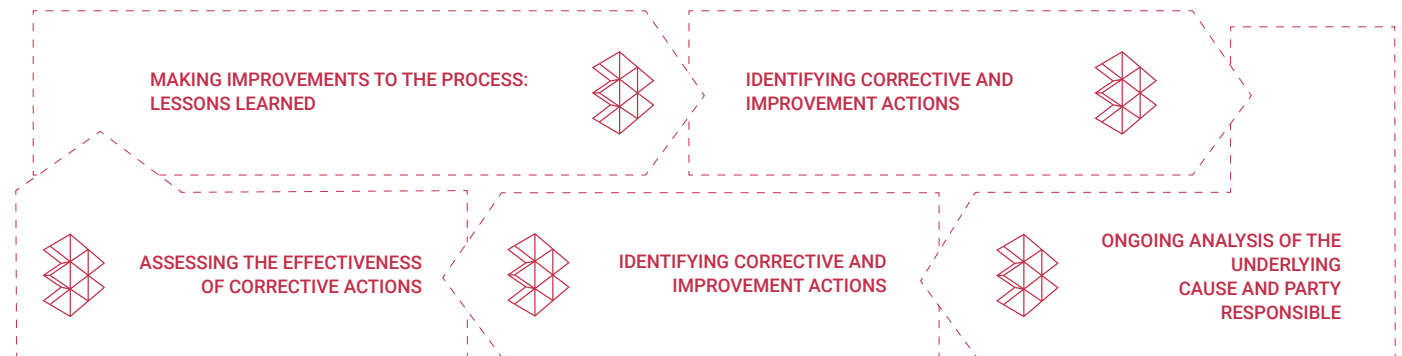 MAKING IMPROVEMENTS TO THE PROCESS:
LESSONS LEARNED
IDENTIFYING CORRECTIVE AND
IMPROVEMENT ACTIONS
ASSESSING THE EFFECTIVENESS
OF CORRECTIVE ACTIONS
IDENTIFYING CORRECTIVE AND
IMPROVEMENT ACTIONS
ONGOING ANALYSIS OF THE
UNDERLYING
CAUSE AND PARTY
RESPONSIBLE